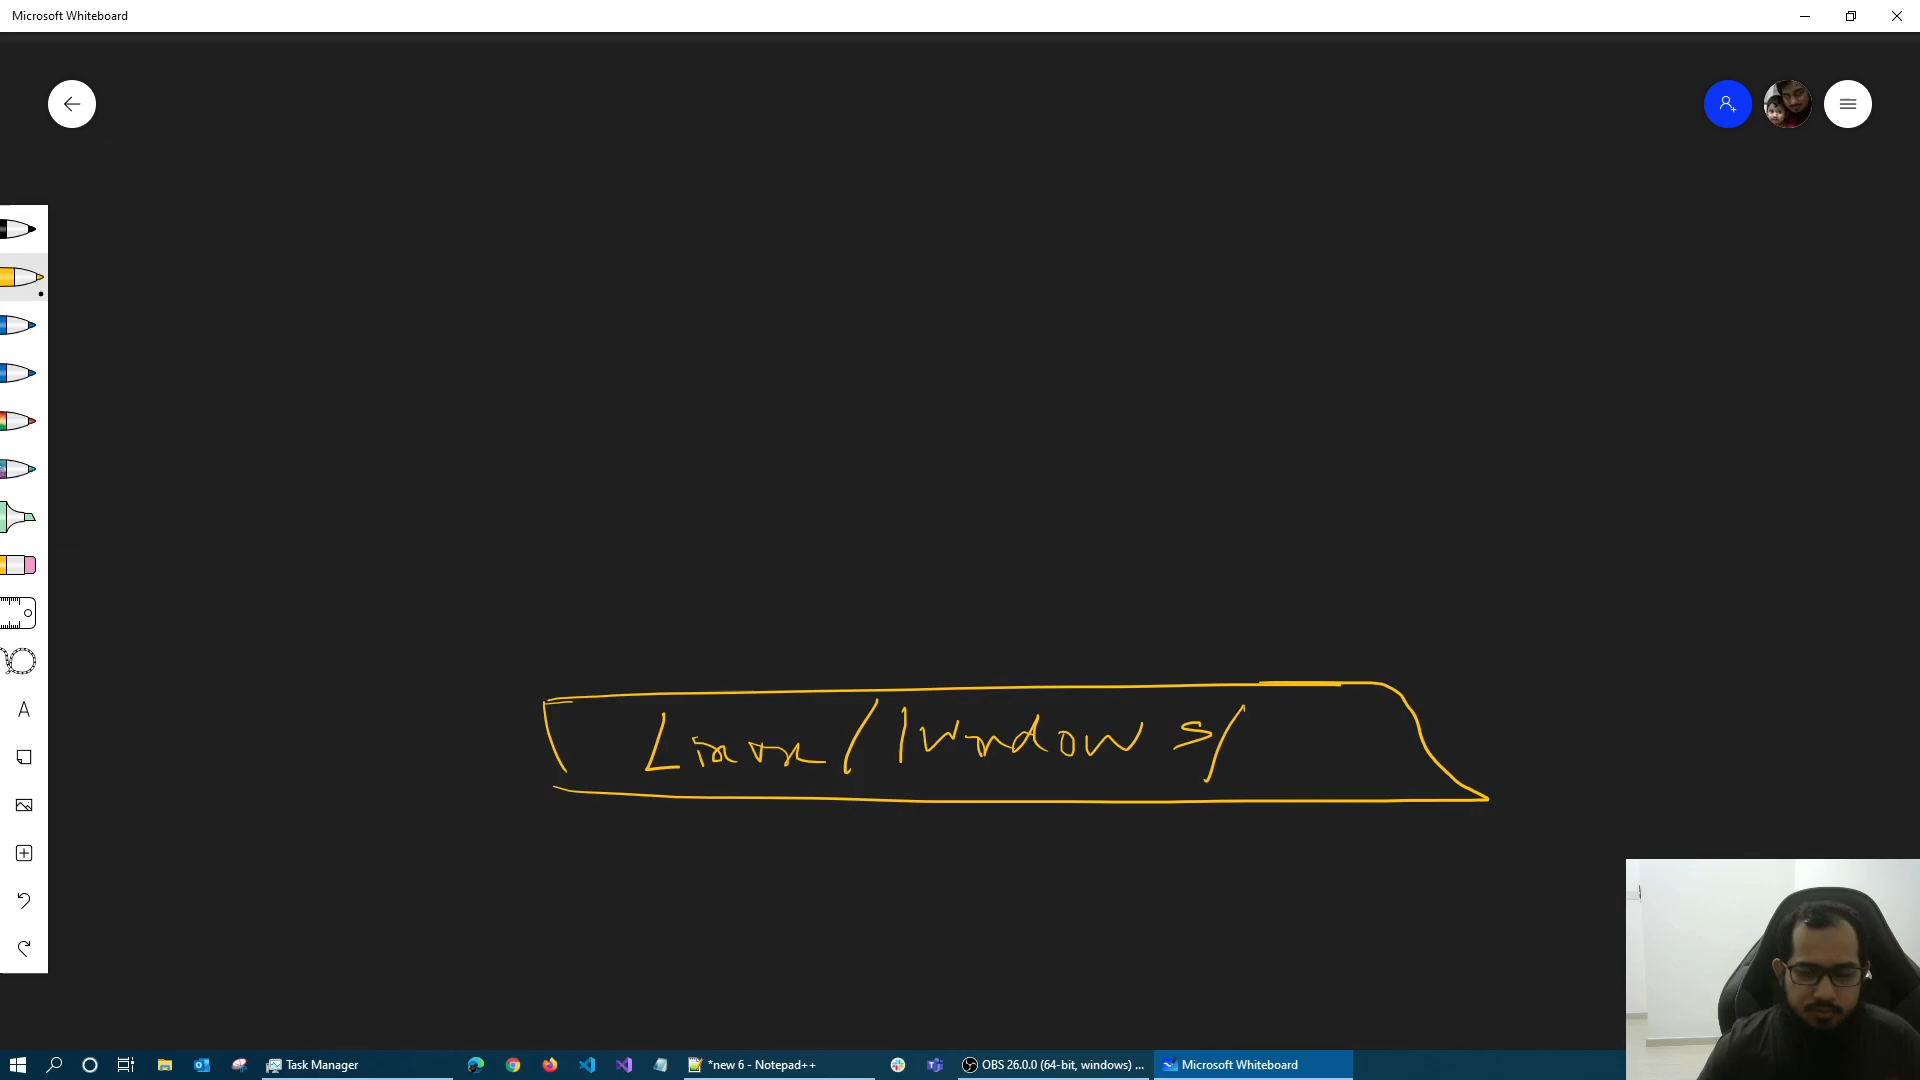 Microsoft Whiteboard
Linux / Windows /
A
Task Manager
*new 6 - Notepad++
OBS 26.0.0 (64-bit, windows) ...
Microsoft Whiteboard